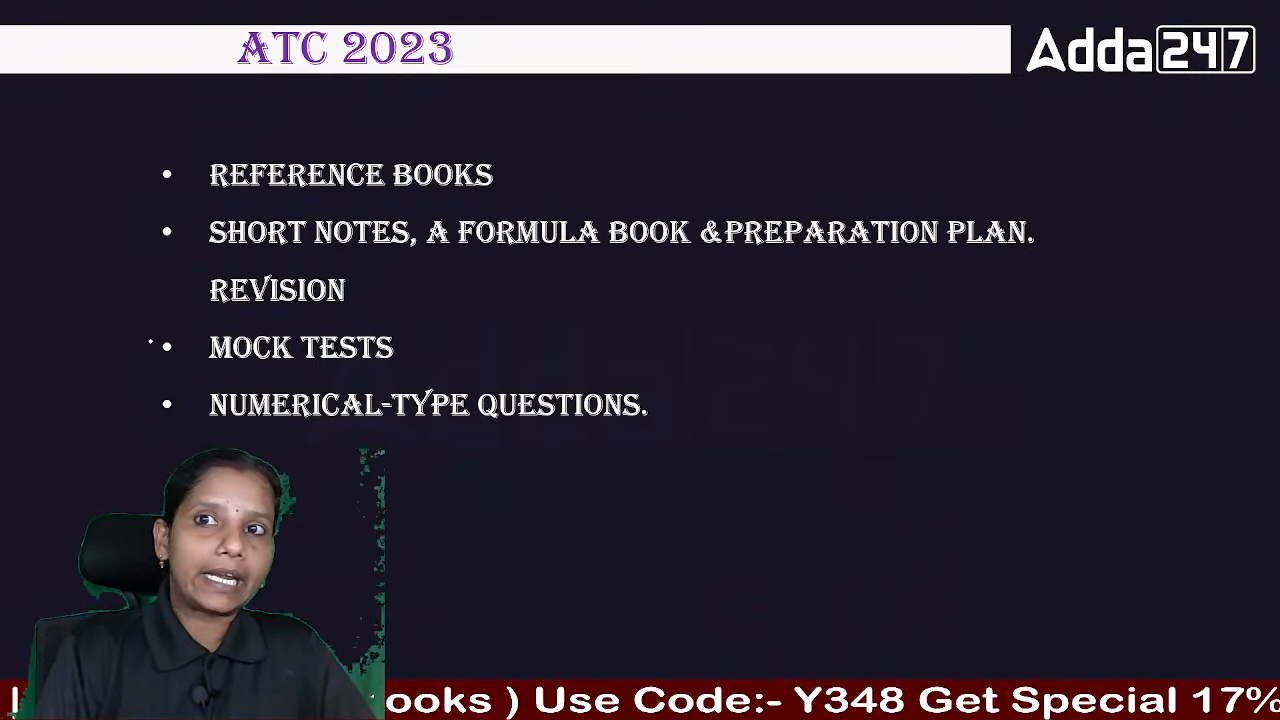 ATC 2023
Adda247
• REFERENCE BOOKS
• SHORT NOTES, A FORMULA BOOK &PREPARATION PLAN.
REVISION
• MOCK TESTS
• NUMERICAL-TYPE QUESTIONS.
ooks ) Use Code:- Y348 Get Special 17%